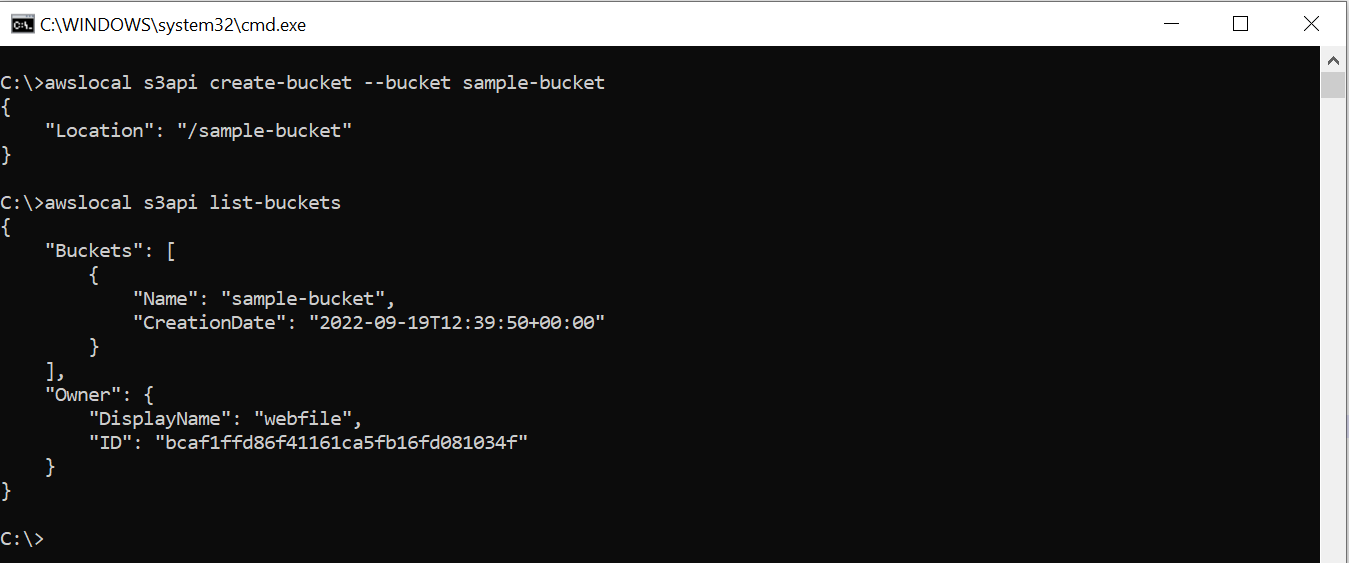 C:\WINDOWS\system32\cmd.exe
C:\>awslocal s3api create-bucket --bucket sample-bucket
{
    "Location": "/sample-bucket"
}
C:\>awslocal s3api list-buckets
{
    "Buckets": [
        {
            "Name": "sample-bucket",
            "CreationDate": "2022-09-19T12:39:50+00:00"
        }
    ],
    "Owner": {
        "DisplayName": "webfile",
        "ID": "bcaf1ffd86f41161ca5fb16fd081034f"
    }
}
C:\>